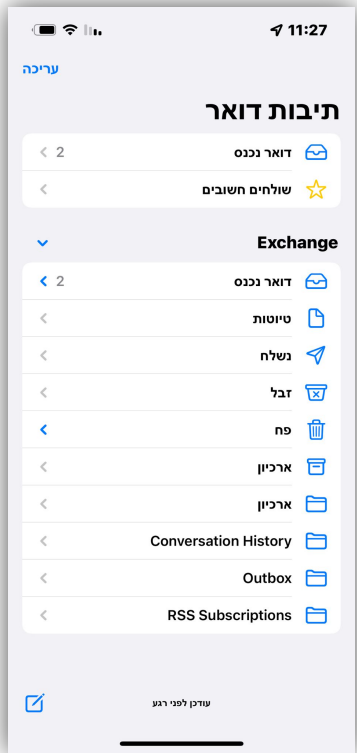 11:27
עריכה
תיבות דואר
דואר נכנס 2
שולחים חשובים
Exchange
דואר נכנס 2
טיוטות
נשלח
זבל
פח
ארכיון
ארכיון
Conversation History
Outbox
RSS Subscriptions
עודכן לפני רגע